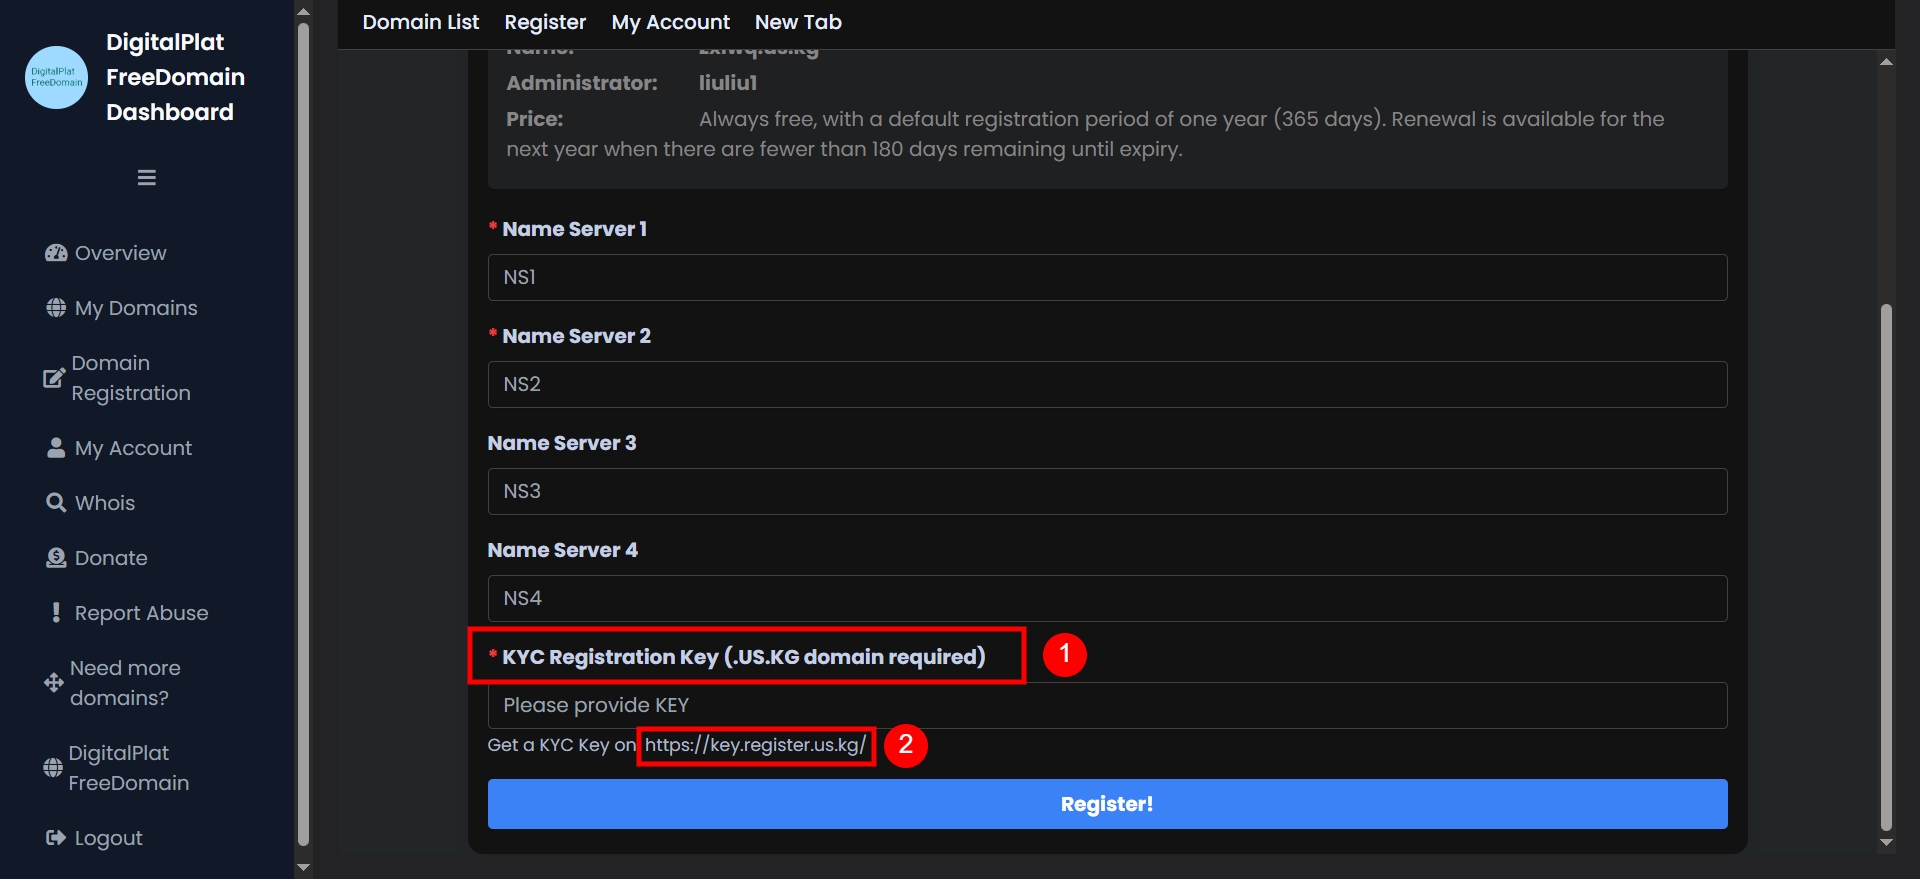 DigitalPlat
FreeDomain
DigitalPlat
FreeDomain
Dashboard
Overview
My Domains
Domain
Registration
My Account
Whois
Donate
Report Abuse
Need more
domains?
DigitalPlat
FreeDomain
Logout
Domain List Register My Account New Tab
Name:
Administrator: liuliu1
Price: Always free, with a default registration period of one year (365 days). Renewal is available for the
next year when there are fewer than 180 days remaining until expiry.
* Name Server 1
NS1
* Name Server 2
NS2
Name Server 3
NS3
Name Server 4
NS4
* KYC Registration Key (.US.KG domain required)
1
Please provide KEY
Get a KYC Key on https://key.register.us.kg/
2
Register!